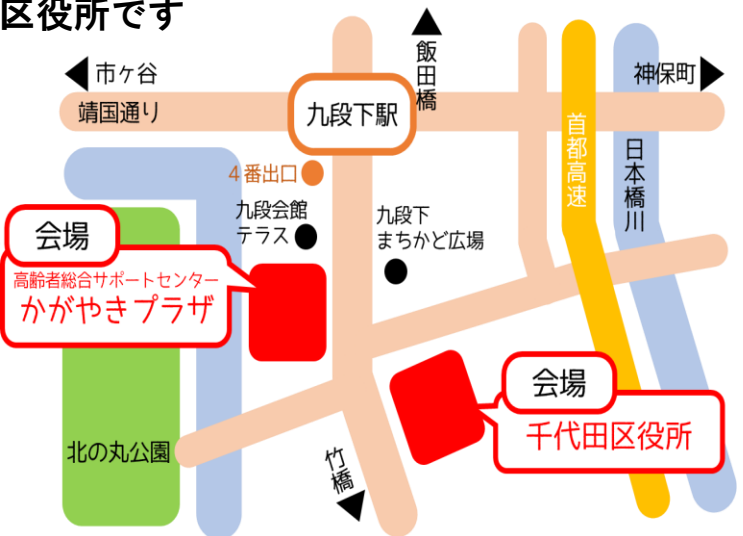 区役所です
飯田橋
市ケ谷
神保町
靖国通り
九段下駅
首都高速
日本橋川
4番出口
九段会館
テラス
九段下
まちかど広場
会場
高齢者総合サポートセンター
かがやきプラザ
会場
千代田区役所
北の丸公園
竹橋